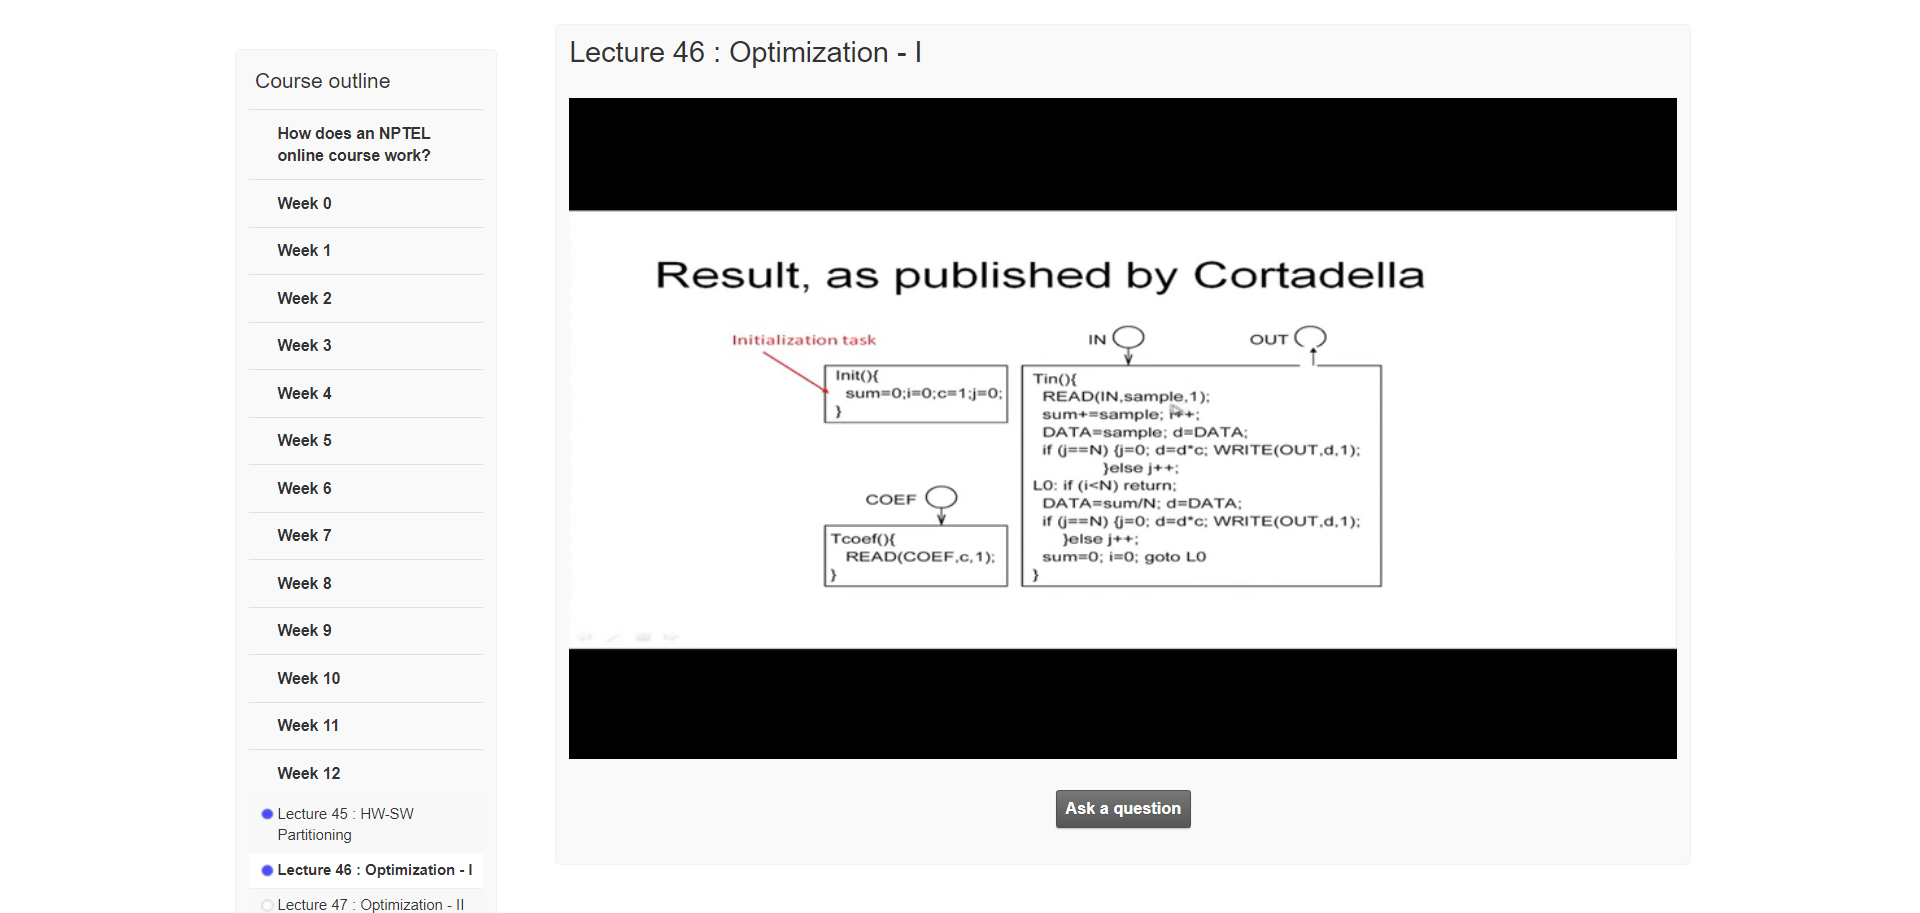 Course outline
How does an NPTEL
online course work?
Week 0
Week 1
Week 2
Week 3
Week 4
Week 5
Week 6
Week 7
Week 8
Week 9
Week 10
Week 11
Week 12
Lecture 45 : HW-SW
Partitioning
Lecture 46 : Optimization - I
Lecture 47 : Optimization - II
Lecture 46 : Optimization - I
Result, as published by Cortadella
Initialization task
Init(){
sum=0;i=0;c=1;j=0;
}
COEF
Tcoef(){
READ(COEF,c,1);
}
IN
OUT
Tin(){
READ(IN,sample,1);
sum+=sample; i++;
DATA=sample; d=DATA;
if (j==N) {j=0; d=d*c; WRITE(OUT,d,1);
}else j++;
L0: if (i<N) return;
DATA=sum/N; d=DATA;
if (j==N) {j=0; d=d*c; WRITE(OUT,d,1);
}else j++;
sum=0; i=0; goto L0
}
Ask a question